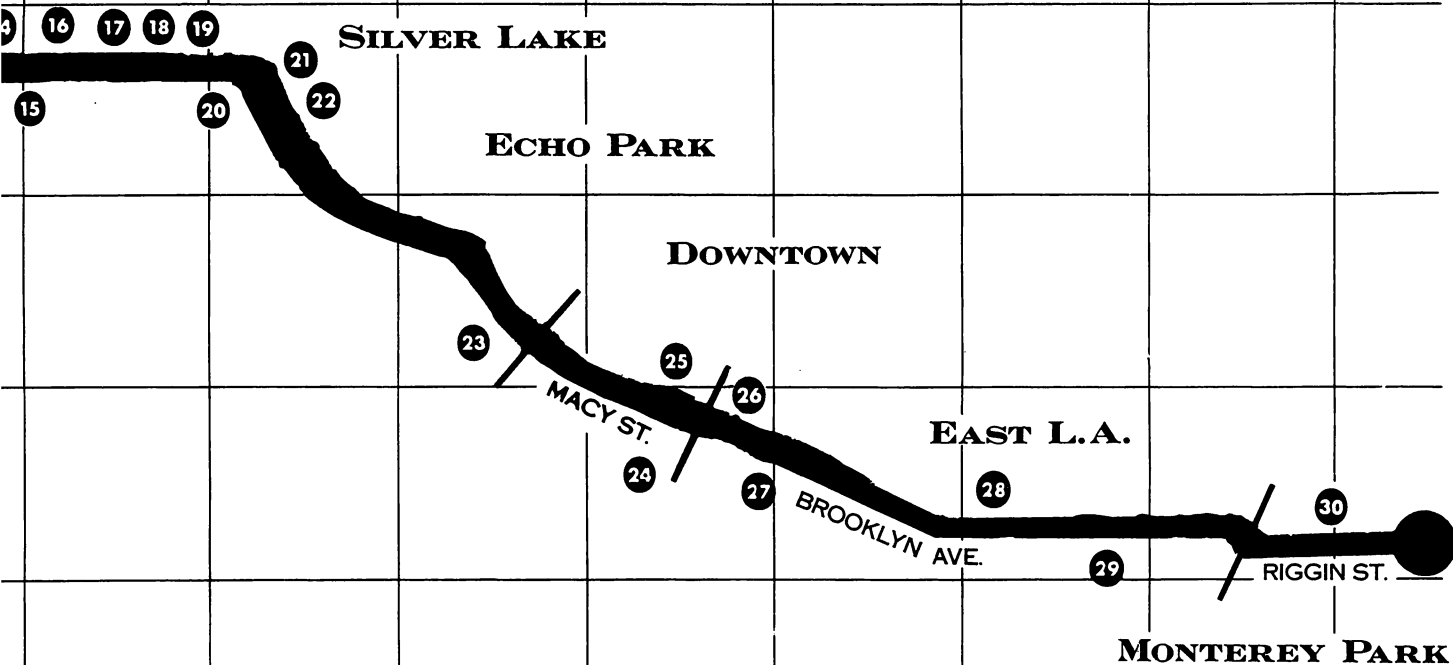 16 17 18 19
SILVER LAKE
21
15
20
22
ECHO PARK
DOWNTOWN
23
25
MACY ST.
26
24
EAST L.A.
27
28
BROOKLYN AVE.
30
29
RIGGIN ST.
MONTEREY PARK